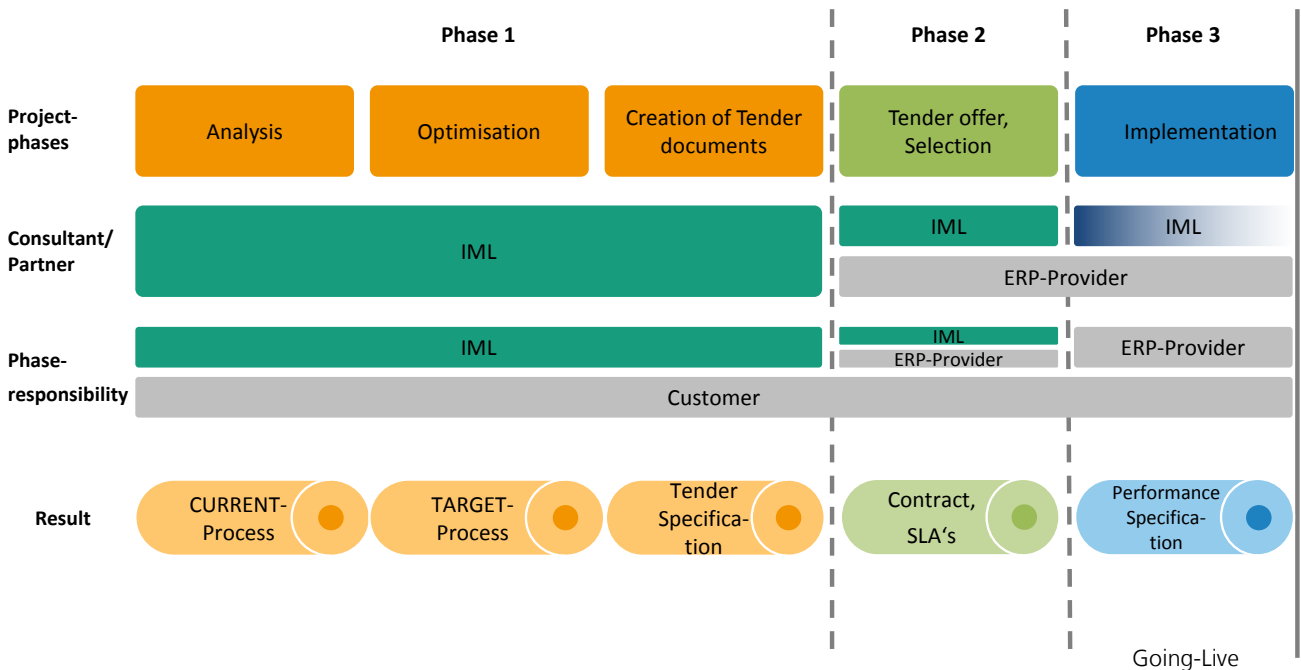 Phase 1
Phase 2
Phase 3
Project-
phases
Analysis
Optimisation
Creation of Tender
documents
Tender offer,
Selection
Implementation
Consultant/
Partner
IML
IML
IML
ERP-Provider
Phase-
responsibility
IML
IML
ERP-Provider
ERP-Provider
Customer
Result
CURRENT-
Process
TARGET-
Process
Tender
Specifica-
tion
Contract,
SLA‘s
Performance
Specifica-
tion
Going-Live